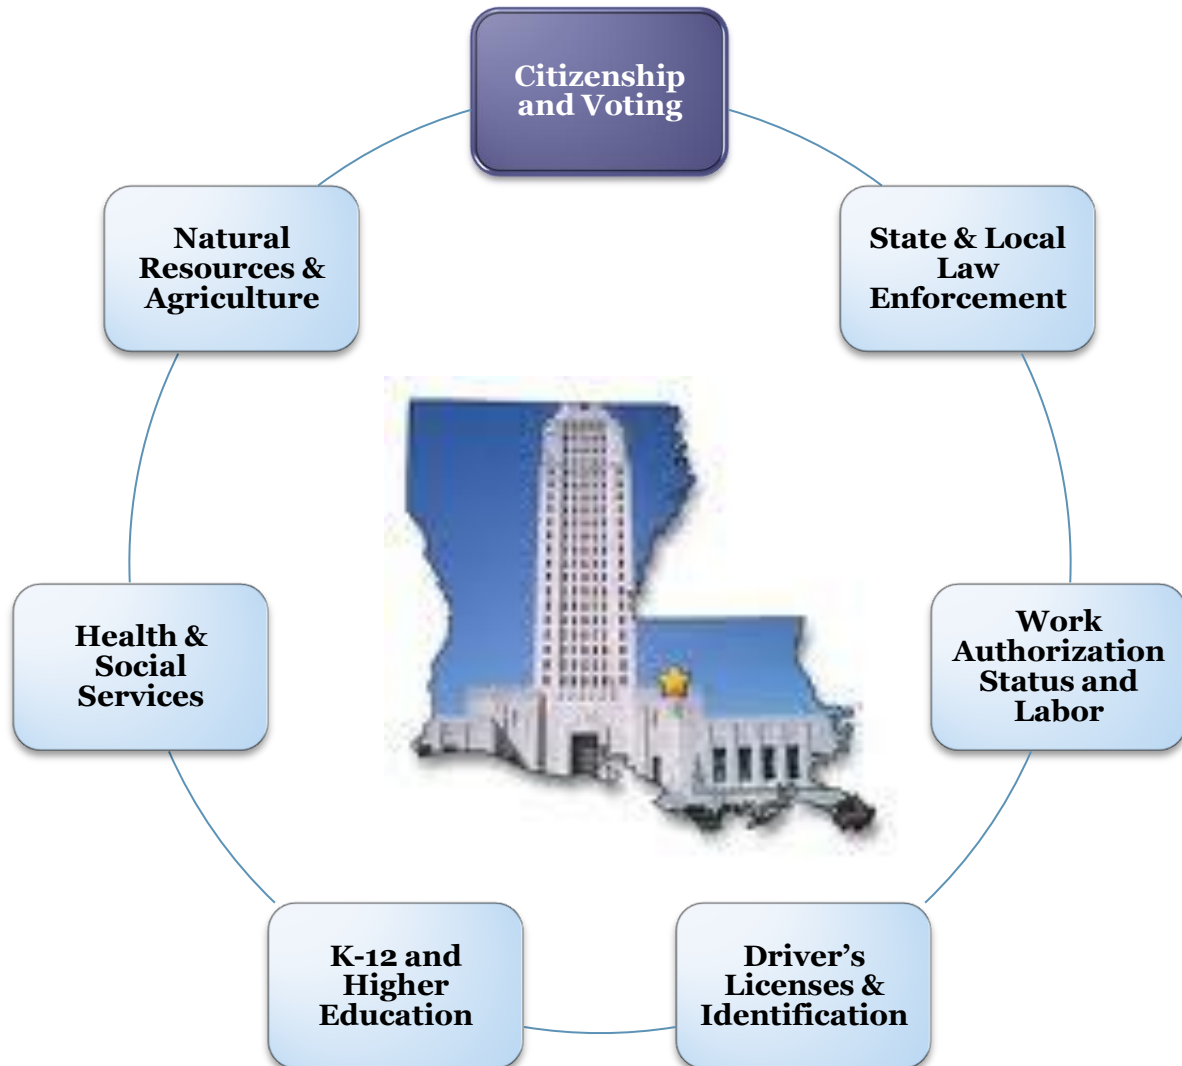 Citizenship
and Voting
State & Local
Law
Enforcement
Work
Authorization
Status and
Labor
Driver’s
Licenses &
Identification
K-12 and
Higher
Education
Health &
Social
Services
Natural
Resources &
Agriculture